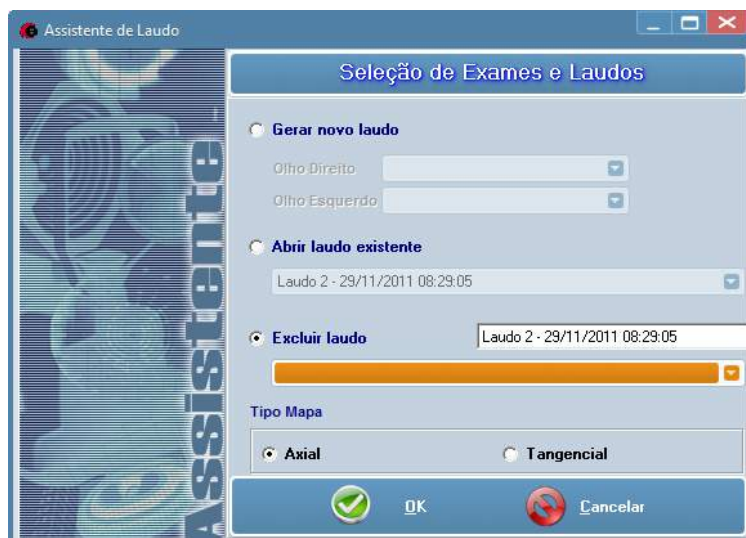 Assistente de Laudo
Seleção de Exames e Laudos
Gerar novo laudo
Olho Direito
Olho Esquerdo
Abrir laudo existente
Laudo 2 - 29/11/2011 08:29:05
Excluir laudo
Laudo 2 - 29/11/2011 08:29:05
Tipo Mapa
Axial
Tangencial
OK
Cancelar
Assistente